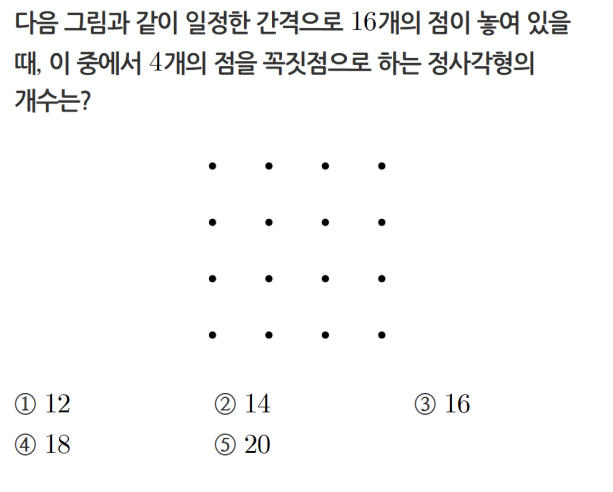 다음 그림과 같이 일정한 간격으로 16개의 점이 놓여 있을
때, 이 중에서 4개의 점을 꼭짓점으로 하는 정사각형의
개수는?
① 12 ② 14 ③ 16
④ 18 ⑤ 20